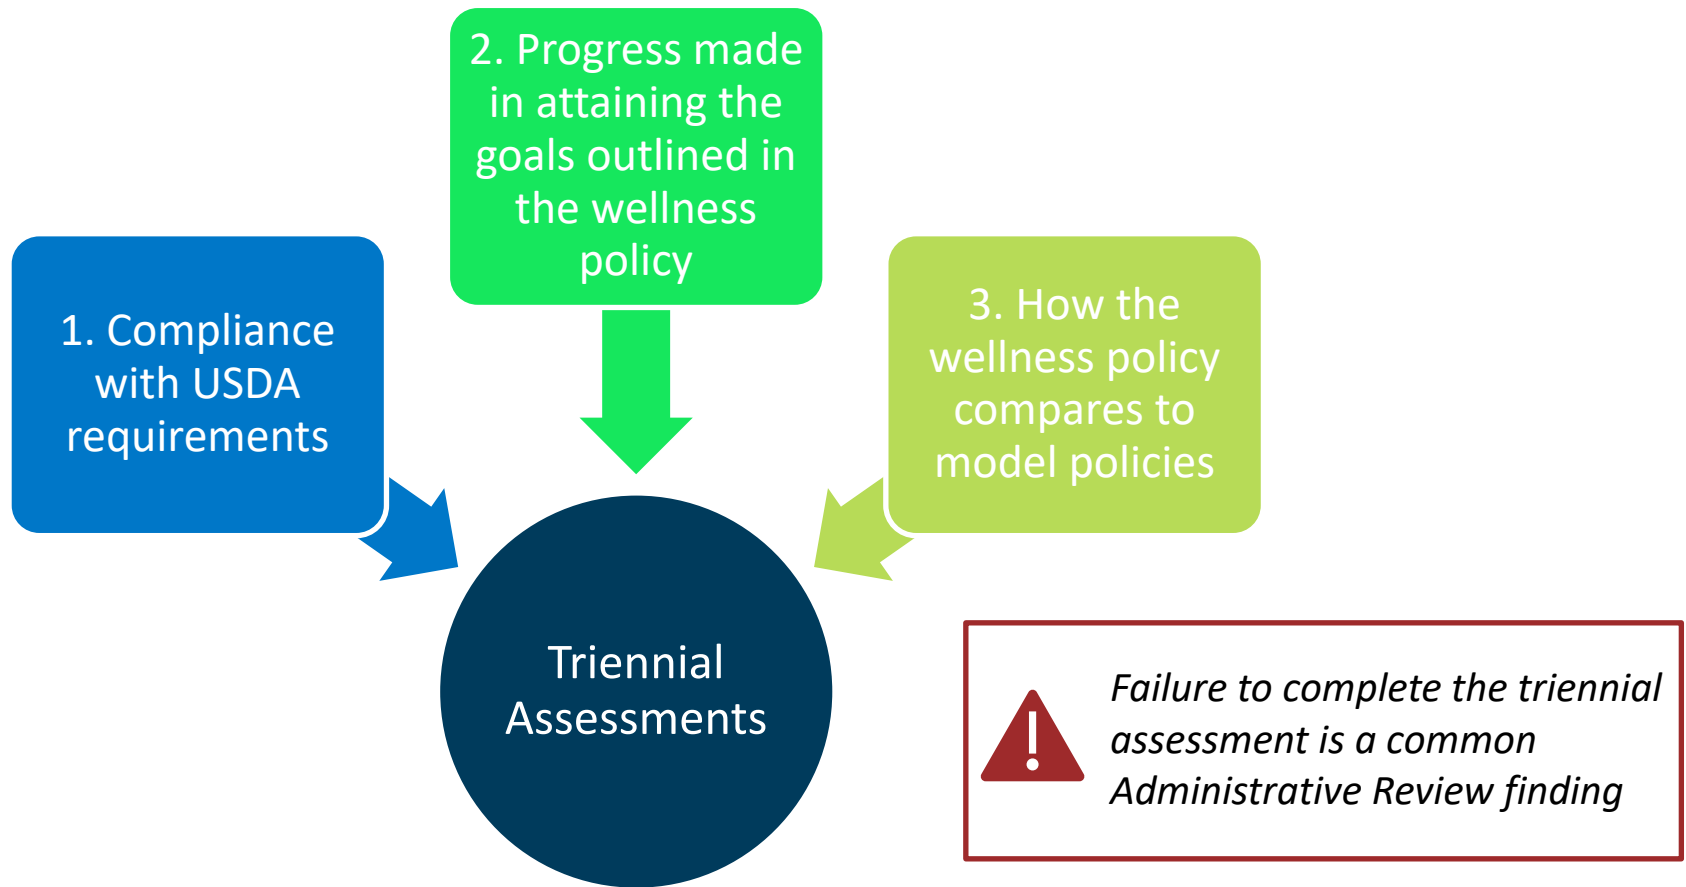 1. Compliance
with USDA
requirements
2. Progress made
in attaining the
goals outlined in
the wellness
policy
3. How the
wellness policy
compares to
model policies
Triennial
Assessments
Failure to complete the triennial
assessment is a common
Administrative Review finding